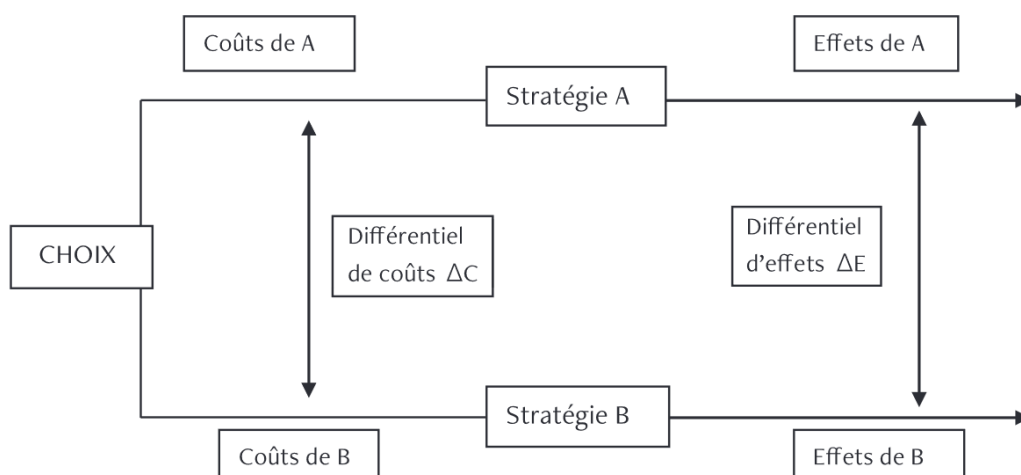 Coûts de A
Effets de A
Stratégie A
Différentiel
de coûts ΔC
Différentiel
d'effets ΔE
CHOIX
Stratégie B
Coûts de B
Effets de B